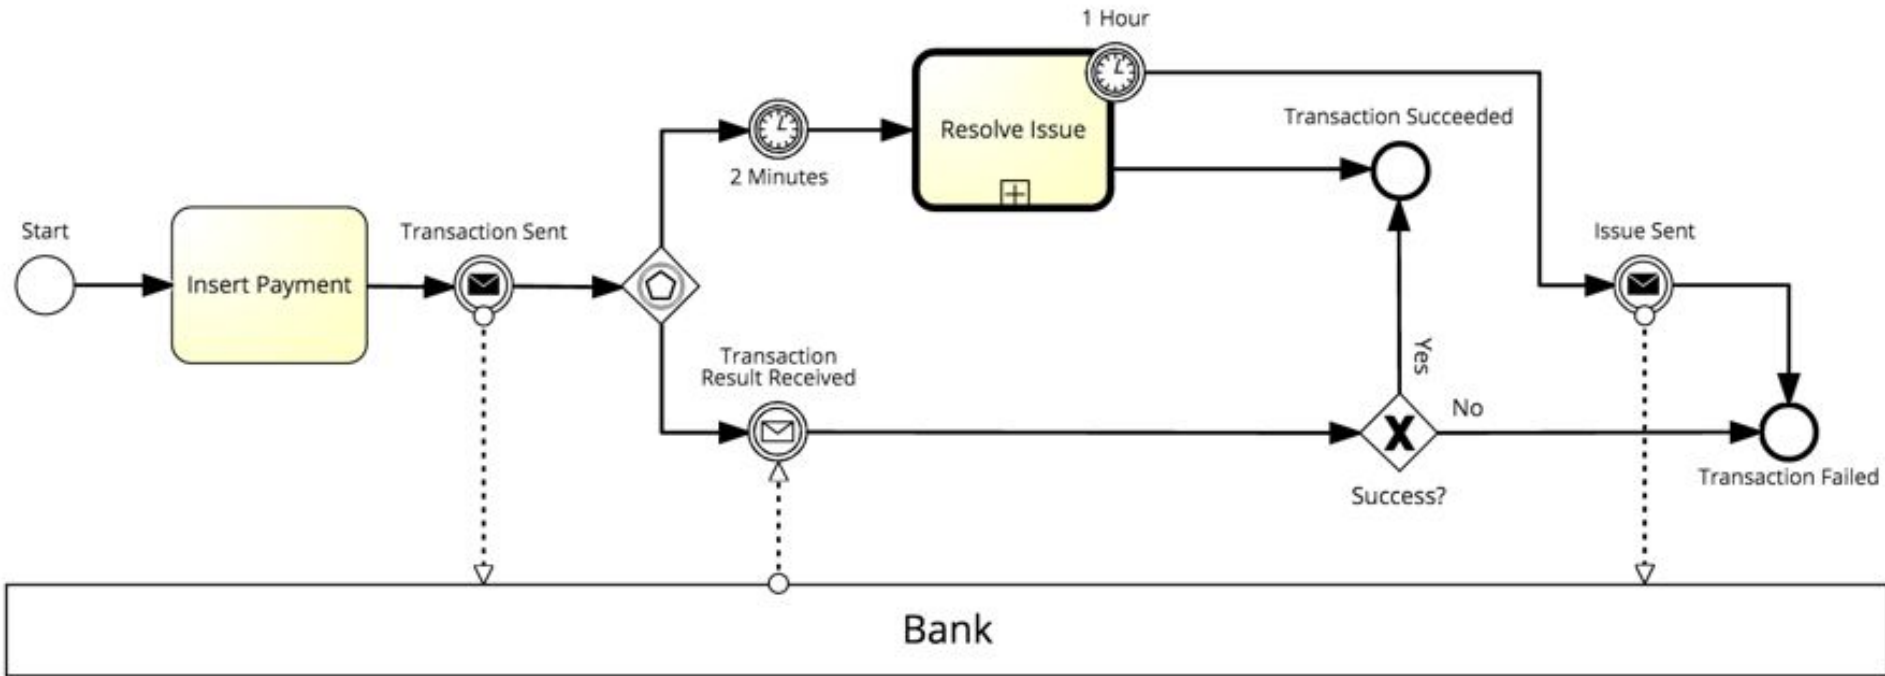 1 Hour
Resolve Issue
Transaction Succeeded
2 Minutes
Start
Insert Payment
Transaction Sent
Issue Sent
Transaction
Result Received
Yes
No
X
Success?
Transaction Failed
Bank